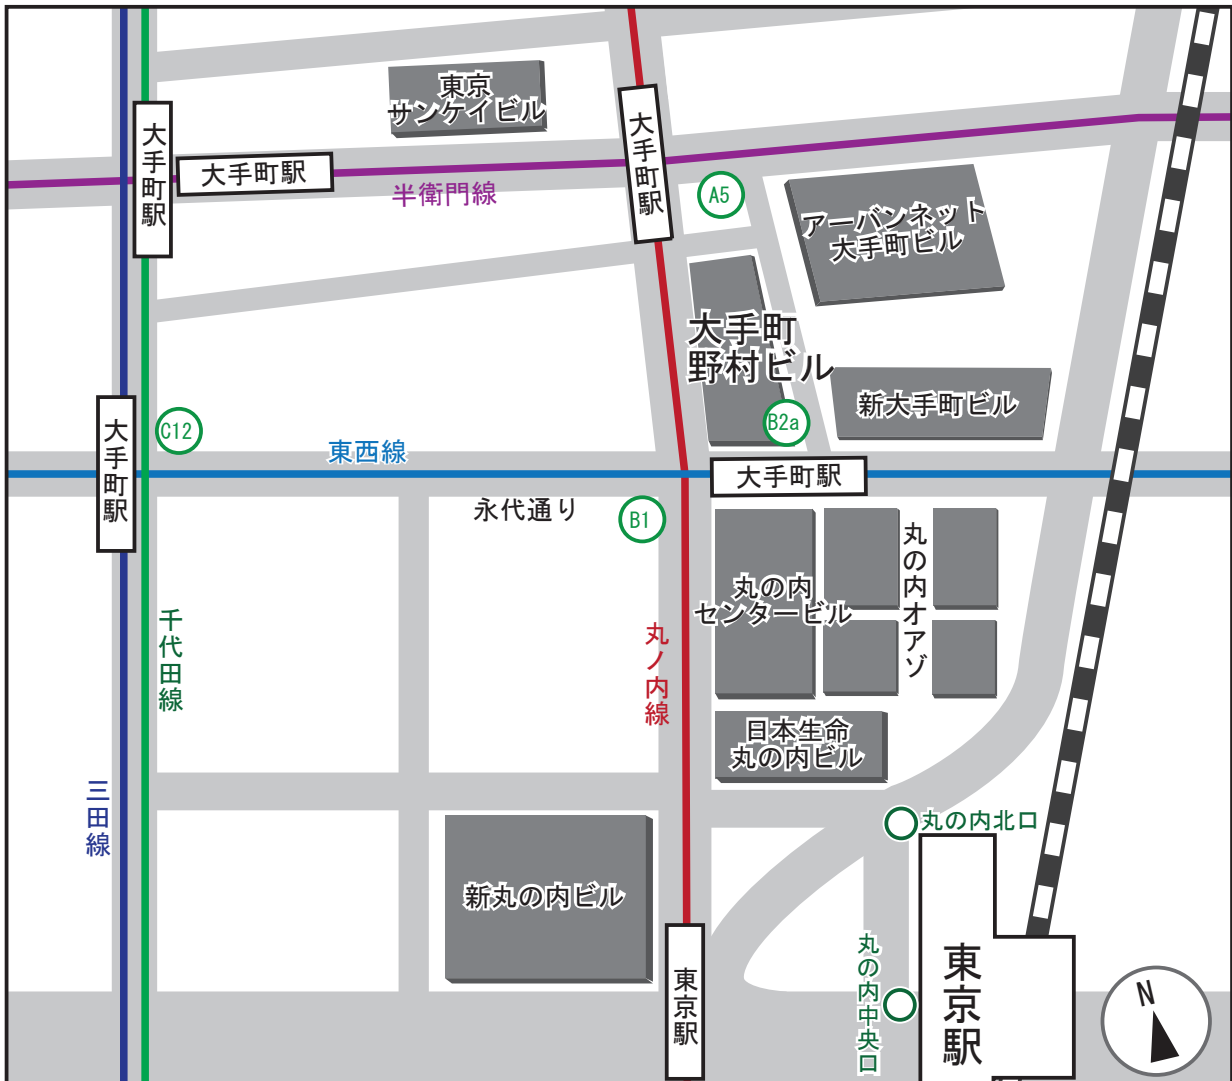 東京
サンケイビル
大手町駅
大手町駅
大手町駅
半衛門線
A5
アーバンネット
大手町ビル
大手町
野村ビル
新大手町ビル
B2a
C12
大手町駅
東西線
大手町駅
永代通り
B1
丸の内
センタービル
丸の内オアゾ
千代田線
丸ノ内線
日本生命
丸の内ビル
三田線
丸の内北口
新丸の内ビル
東京駅
丸の内中央口
東京駅
N